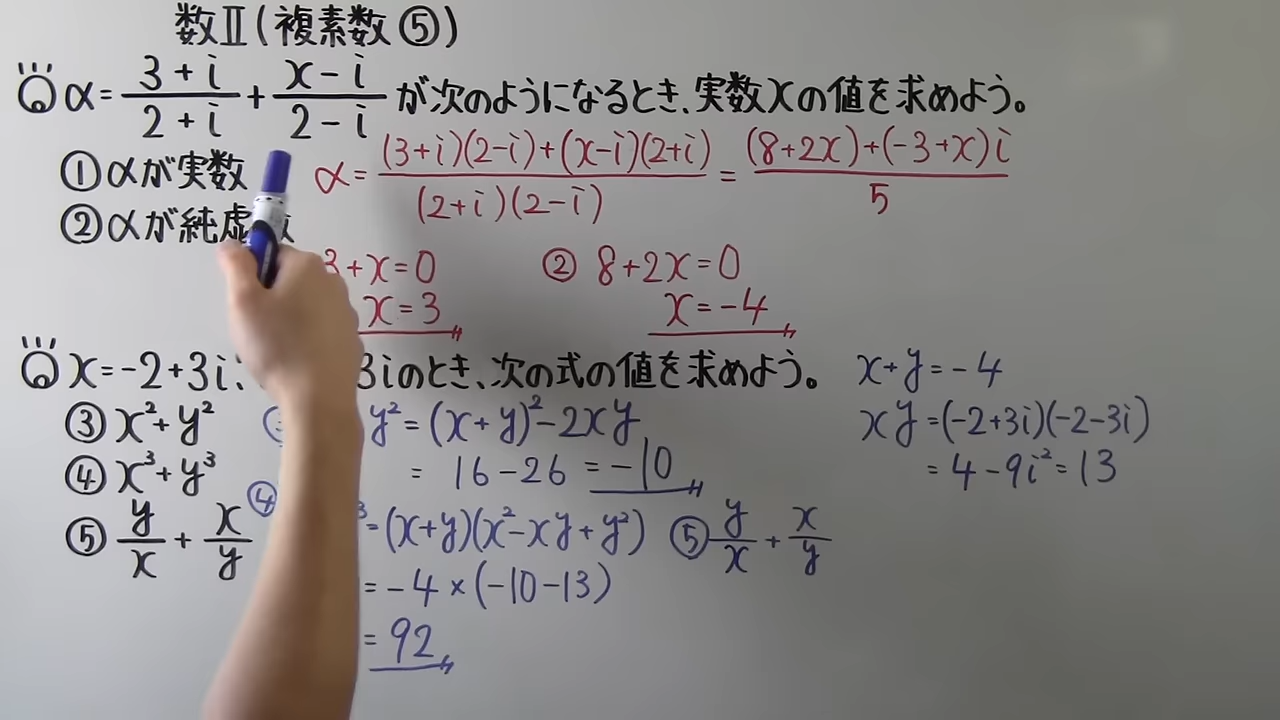 数Ⅱ(複素数⑤)
α = (3+i)/(2+i) + (x-i)/(2-i) が次のようになるとき、実数xの値を求めよう。
①αが実数
②αが純虚数
α = ((3+i)(2-i)+(x-i)(2+i))/((2+i)(2-i)) = ((8+2x)+(-3+x)i)/5
3+x=0
x=3
② 8+2x=0
x=-4
x=-2+3i、 3iのとき、次の式の値を求めよう。
③ x²+y²
④ x³+y³
⑤ y/x + x/y
x+y=-4
xy=(-2+3i)(-2-3i)
=4-9i²=13
y²=(x+y)²-2xy
=16-26=-10
④ ³=(x+y)(x²-xy+y²)
=-4×(-10-13)
=92
⑤ y/x + x/y